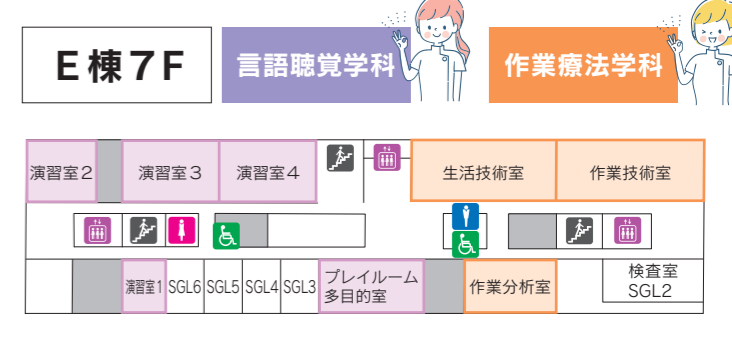 E棟7F
言語聴覚学科
作業療法学科
演習室2
演習室3
演習室4
生活技術室
作業技術室
演習室1
SGL6
SGL5
SGL4
SGL3
プレイルーム
多目的室
作業分析室
検査室
SGL2